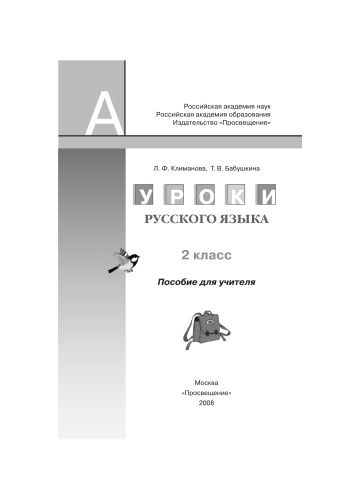 А
Российская академия наук
Российская академия образования
Издательство «Просвещение»
Л. Ф. Климанова, Т. В. Бабушкина
УРОКИ
РУССКОГО ЯЗЫКА
2 класс
Пособие для учителя
Москва
«Просвещение»
2008